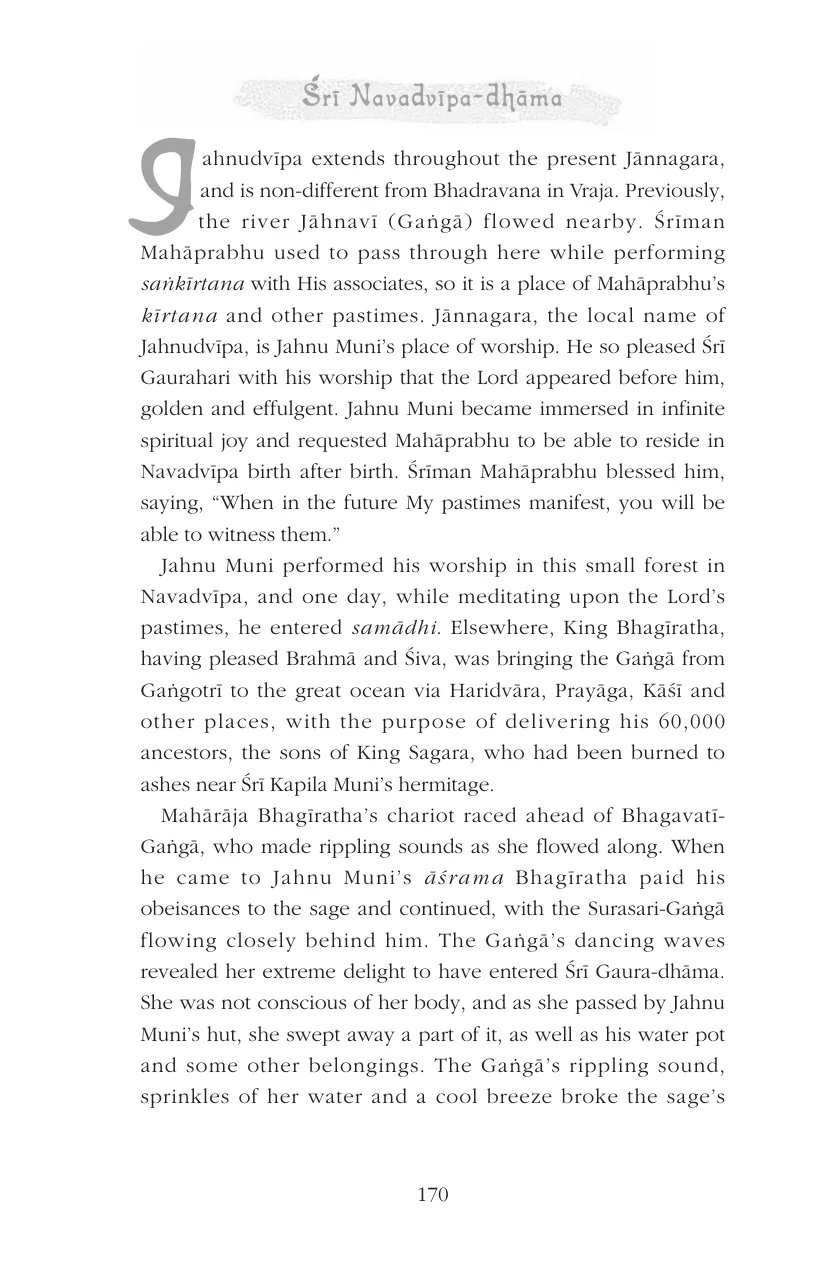 Śrī Navadvīpa-dhāma
Jahnudvīpa extends throughout the present Jānnagara,
and is non-different from Bhadravana in Vraja. Previously,
the river Jāhnavī (Gaṅgā) flowed nearby. Śrīman
Mahāprabhu used to pass through here while performing
saṅkīrtana with His associates, so it is a place of Mahāprabhu’s
kīrtana and other pastimes. Jānnagara, the local name of
Jahnudvīpa, is Jahnu Muni’s place of worship. He so pleased Śrī
Gaurahari with his worship that the Lord appeared before him,
golden and effulgent. Jahnu Muni became immersed in infinite
spiritual joy and requested Mahāprabhu to be able to reside in
Navadvīpa birth after birth. Śrīman Mahāprabhu blessed him,
saying, “When in the future My pastimes manifest, you will be
able to witness them.”
Jahnu Muni performed his worship in this small forest in
Navadvīpa, and one day, while meditating upon the Lord’s
pastimes, he entered samādhi. Elsewhere, King Bhagīratha,
having pleased Brahmā and Śiva, was bringing the Gaṅgā from
Gaṅgotrī to the great ocean via Haridvāra, Prayāga, Kāśī and
other places, with the purpose of delivering his 60,000
ancestors, the sons of King Sagara, who had been burned to
ashes near Śrī Kapila Muni’s hermitage.
Mahārāja Bhagīratha’s chariot raced ahead of Bhagavatī-
Gaṅgā, who made rippling sounds as she flowed along. When
he came to Jahnu Muni’s āśrama Bhagīratha paid his
obeisances to the sage and continued, with the Surasari-Gaṅgā
flowing closely behind him. The Gaṅgā’s dancing waves
revealed her extreme delight to have entered Śrī Gaura-dhāma.
She was not conscious of her body, and as she passed by Jahnu
Muni’s hut, she swept away a part of it, as well as his water pot
and some other belongings. The Gaṅgā’s rippling sound,
sprinkles of her water and a cool breeze broke the sage’s
170